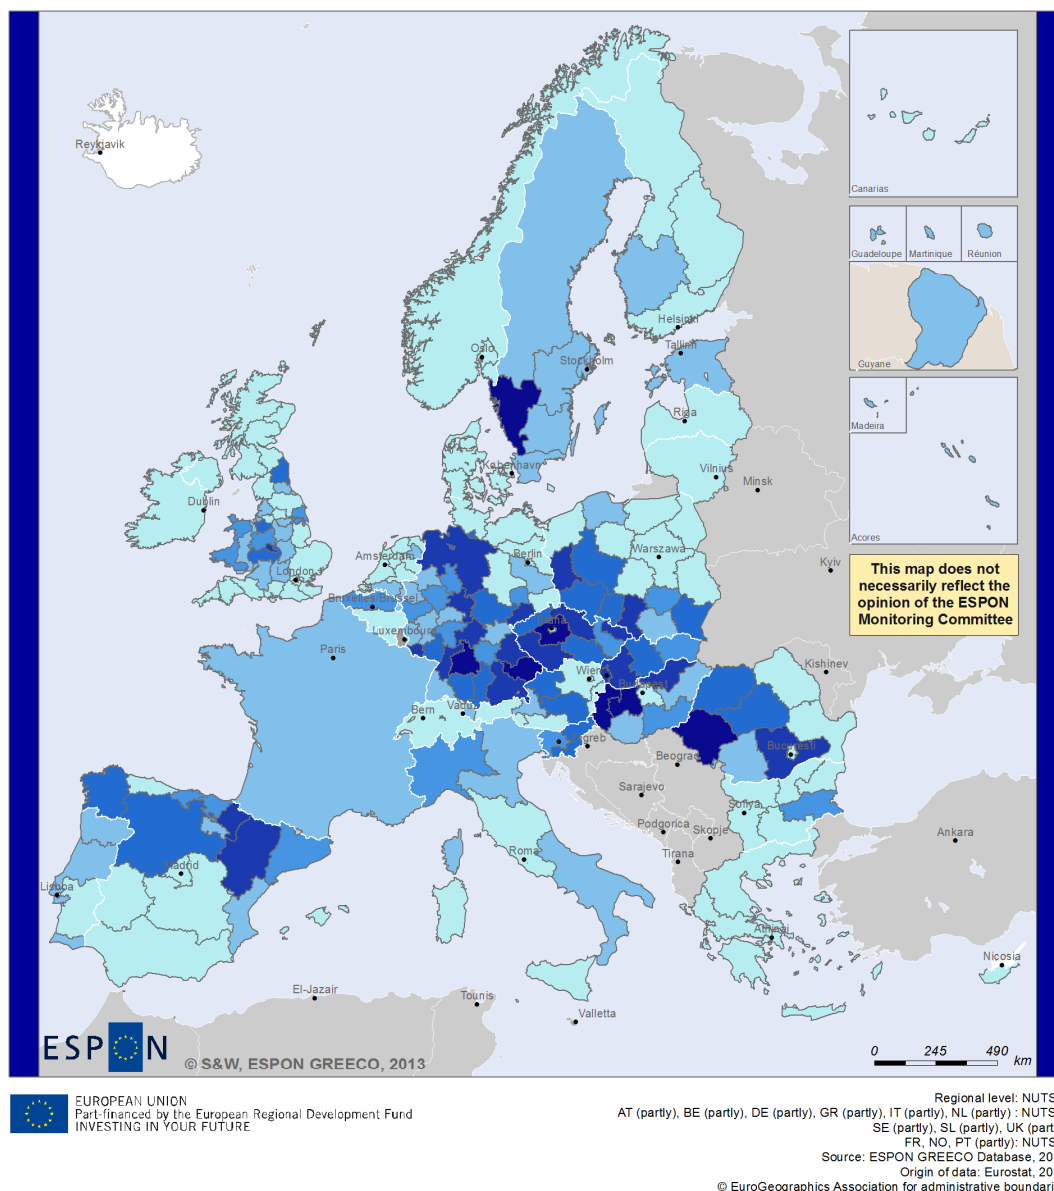 Reykjavik
Canarias
Guadeloupe
Martinique
Réunion
Guyane
Madeira
Acores
Helsinki
Tallinn
Oslo
Stockholm
Riga
København
Vilnius
Minsk
Dublin
Amsterdam
Berlin
Warszawa
London
Kyiv
This map does not
necessarily reflect the
opinion of the ESPON
Monitoring Committee
Bruxelles/Brussel
Luxembourg
Paris
Kishinev
Wien
Budapest
Bern
Vaduz
Bucuresti
Beograd
Sarajevo
Sofiya
Podgorica
Skopje
Ankara
Tirana
Roma
Madrid
Lisboa
Athinai
Nicosia
El-Jazair
Tounis
Valletta
ESPON
© S&W, ESPON GREECO, 2013
0 245 490 km
EUROPEAN UNION
Part-financed by the European Regional Development Fund
INVESTING IN YOUR FUTURE
Regional level: NUTS
AT (partly), BE (partly), DE (partly), GR (partly), IT (partly), NL (partly) : NUTS
SE (partly), SL (partly), UK (part
FR, NO, PT (partly): NUTS
Source: ESPON GREECO Database, 20
Origin of data: Eurostat, 20
© EuroGeographics Association for administrative boundari